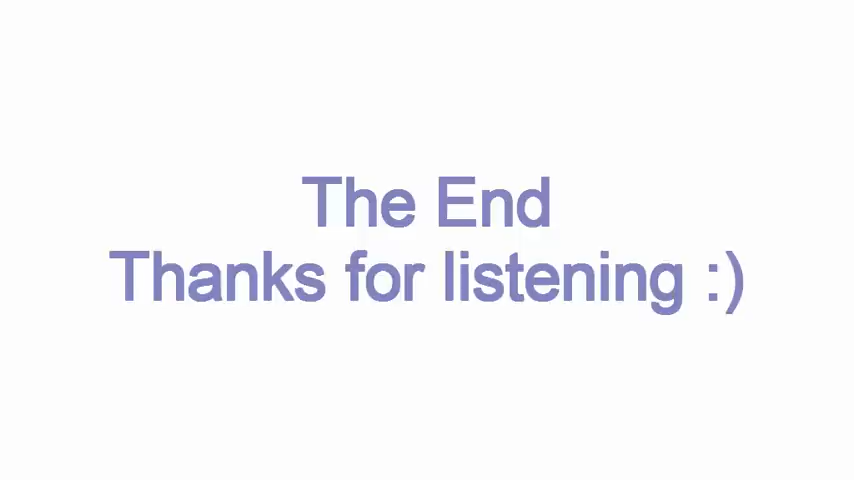 The End
Thanks for listening :)